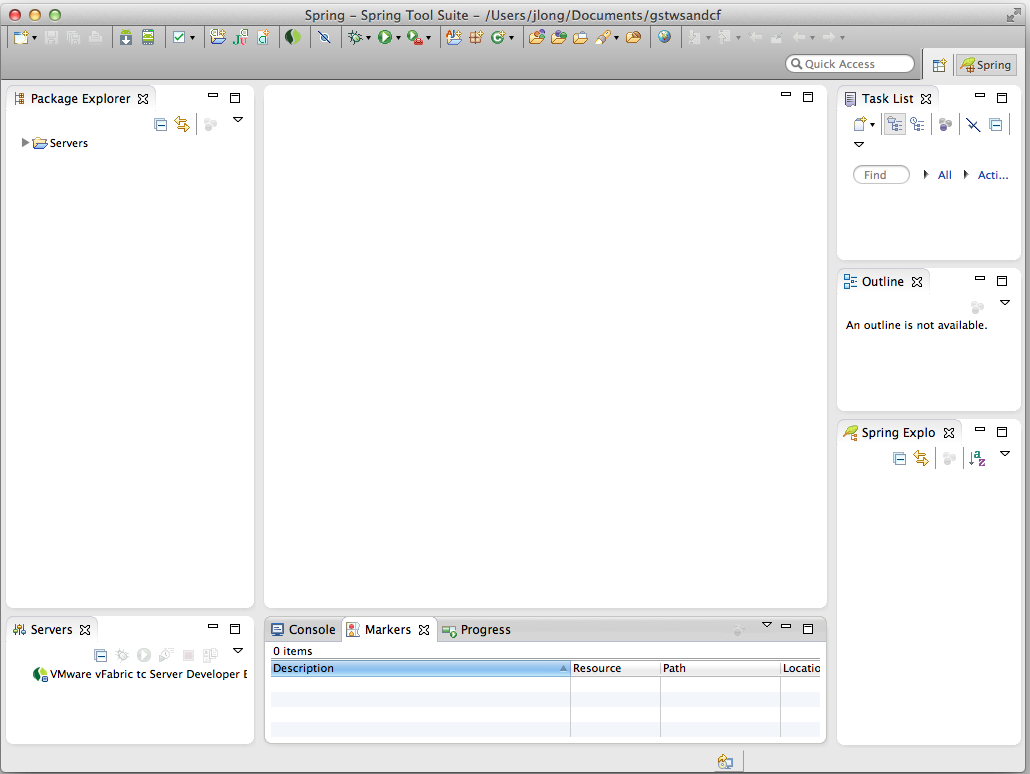 Spring – Spring Tool Suite – /Users/jlong/Documents/gstwsandcf
Quick Access
Spring
Package Explorer
Servers
Task List
Find
All
Acti...
Outline
An outline is not available.
Spring Explo
Servers
VMware vFabric tc Server Developer E
Console
Markers
Progress
0 items
Description
Resource
Path
Locatio